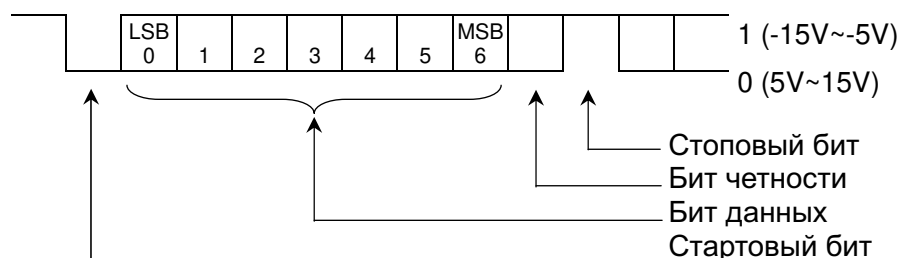 LSB MSB
0 1 2 3 4 5 6
1 (-15V~-5V)
0 (5V~15V)
Стоповый бит
Бит четности
Бит данных
Стартовый бит